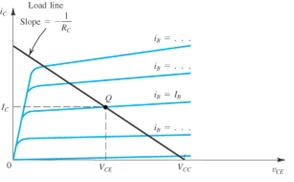 i_C
Load line
Slope = -1/R_C
i_B = . . .
i_B = . . .
Q
i_B = I_B
I_C
i_B = . . .
0
V_CE
V_CC
v_CE